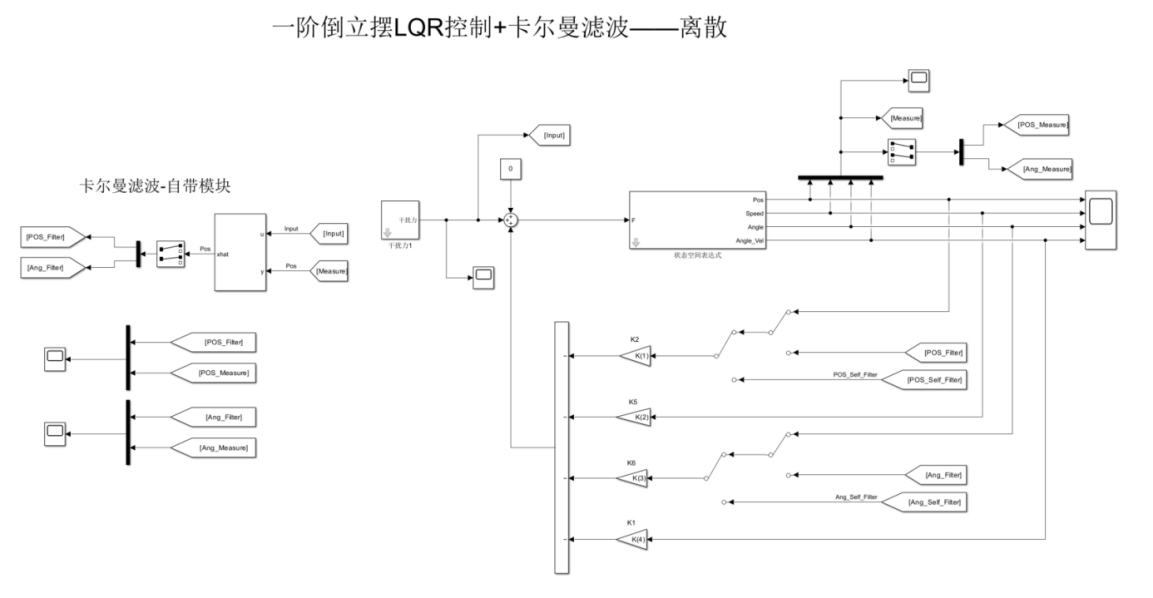 一阶倒立摆LQR控制+卡尔曼滤波——离散
[Measure]
[POS_Measure]
[Input]
[Ang_Measure]
0
卡尔曼滤波-自带模块
干扰力
干扰力1
F
Pos
Speed
Angle
Angle_Vel
状态空间表达式
[POS_Filter]
[Ang_Filter]
Pos
xhat
u
y
Input
[Input]
Pos
[Measure]
[POS_Filter]
[POS_Measure]
[Ang_Filter]
[Ang_Measure]
K2
K(1)
[POS_Filter]
POS_Self_Filter
[POS_Self_Filter]
K5
K(2)
K6
K(3)
[Ang_Filter]
Ang_Self_Filter
[Ang_Self_Filter]
K1
K(4)